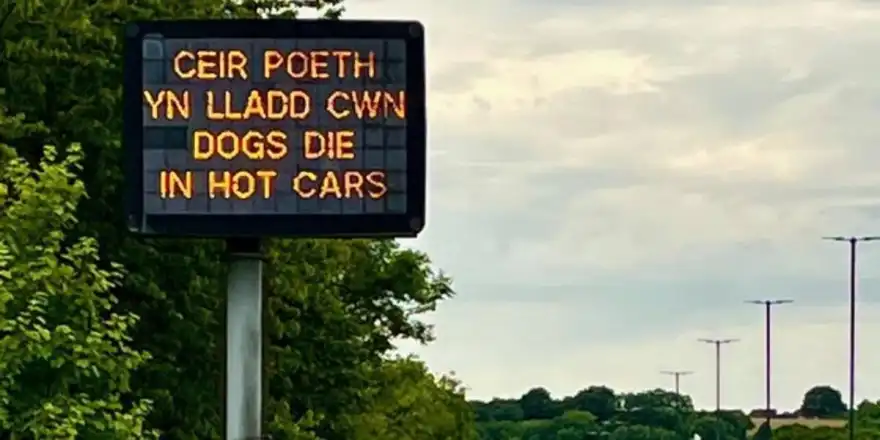 CEIR POETH
YN LLADD CWN
DOGS DIE
IN HOT CARS